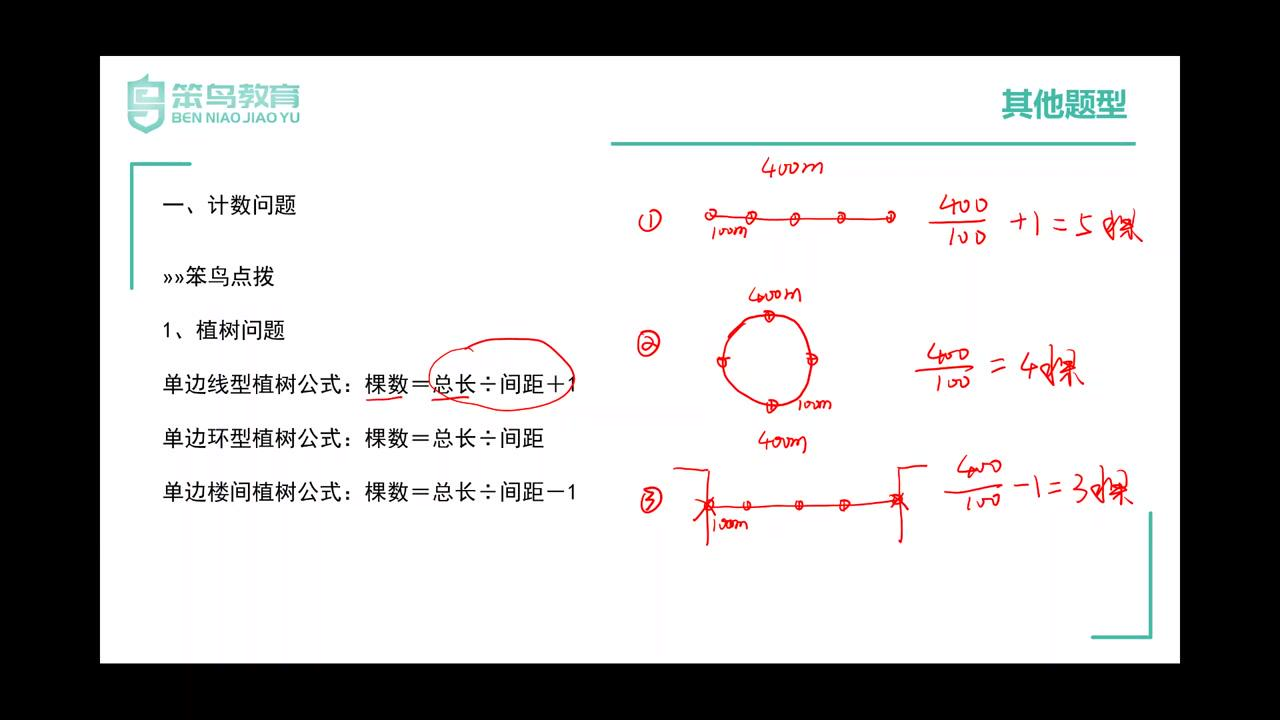 笨鸟教育
BEN NIAO JIAO YU
其他题型
一、计数问题
»»笨鸟点拨
1、植树问题
单边线型植树公式：棵数＝总长÷间距＋1
单边环型植树公式：棵数＝总长÷间距
单边楼间植树公式：棵数＝总长÷间距－1
400m
① 100m 400/100 +1=5棵
400m
② 100m 400/100 =4棵
400m
③ 100m 400/100 -1=3棵